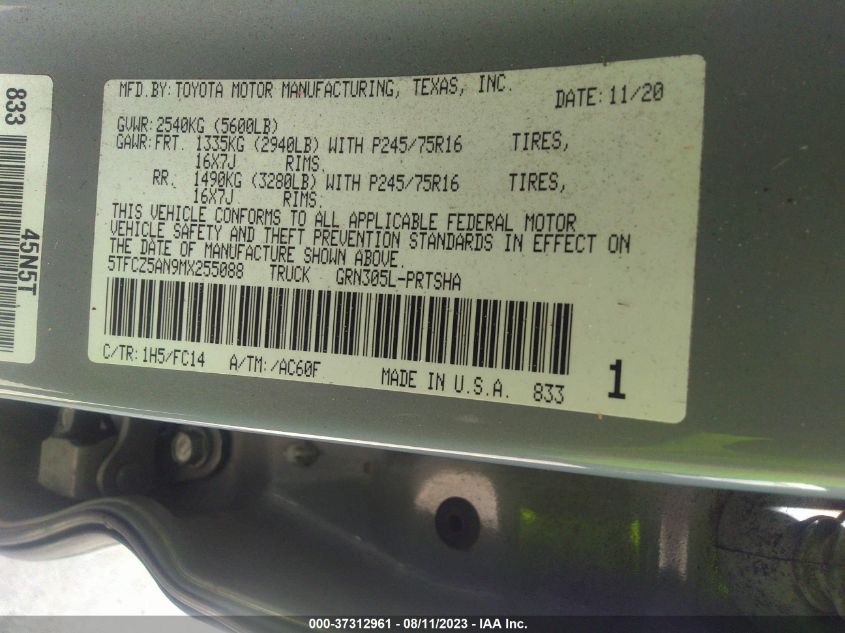 833
45N5T
MFD.BY:TOYOTA MOTOR MANUFACTURING, TEXAS, INC.
DATE:11/20
GVWR:2540KG (5600LB)
GAWR:FRT. 1335KG (2940LB) WITH P245/75R16 TIRES,
16X7J RIMS.
RR. 1490KG (3280LB) WITH P245/75R16 TIRES,
16X7J RIMS.
THIS VEHICLE CONFORMS TO ALL APPLICABLE FEDERAL MOTOR
VEHICLE SAFETY AND THEFT PREVENTION STANDARDS IN EFFECT ON
THE DATE OF MANUFACTURE SHOWN ABOVE.
5TFCZ5AN9MX255088 TRUCK GRN305L-PRTSHA
C/TR:1H5/FC14 A/TM:/AC60F MADE IN U.S.A. 833 1
000-37312961 - 08/11/2023 - IAA Inc.